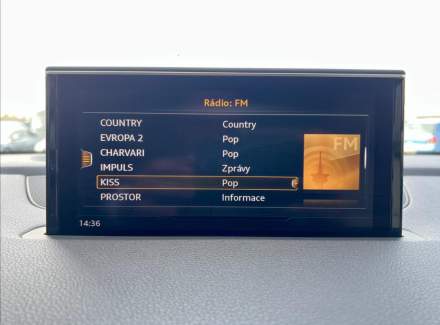 Rádio: FM
COUNTRY Country
EVROPA 2 Pop
CHARVARI Pop
IMPULS Zprávy
KISS Pop
PROSTOR Informace
FM
14:36